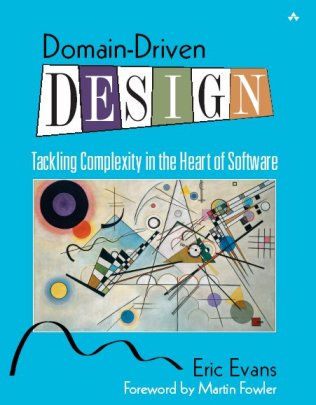 Domain-Driven
DESIGN
Tackling Complexity in the Heart of Software
Eric Evans
Foreword by Martin Fowler